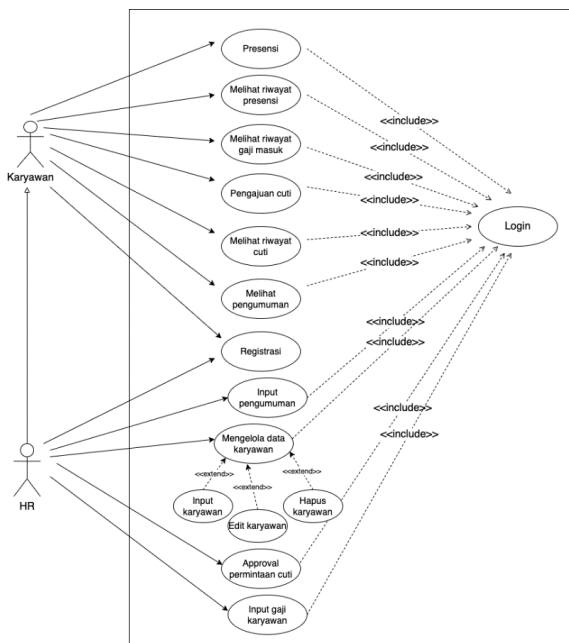 Presensi
<<include>>
Melihat riwayat
presensi
<<include>>
Melihat riwayat
gaji masuk
<<include>>
Karyawan
Pengajuan cuti
<<include>>
Login
Melihat riwayat
cuti
<<include>>
<<include>>
Melihat
pengumuman
<<include>>
Registrasi
<<include>>
Input
pengumuman
<<include>>
Mengelola data
karyawan
<<include>>
<<extend>>
<<extend>>
<<extend>>
Input
karyawan
Hapus
karyawan
Edit karyawan
HR
Approval
permintaan cuti
Input gaji
karyawan